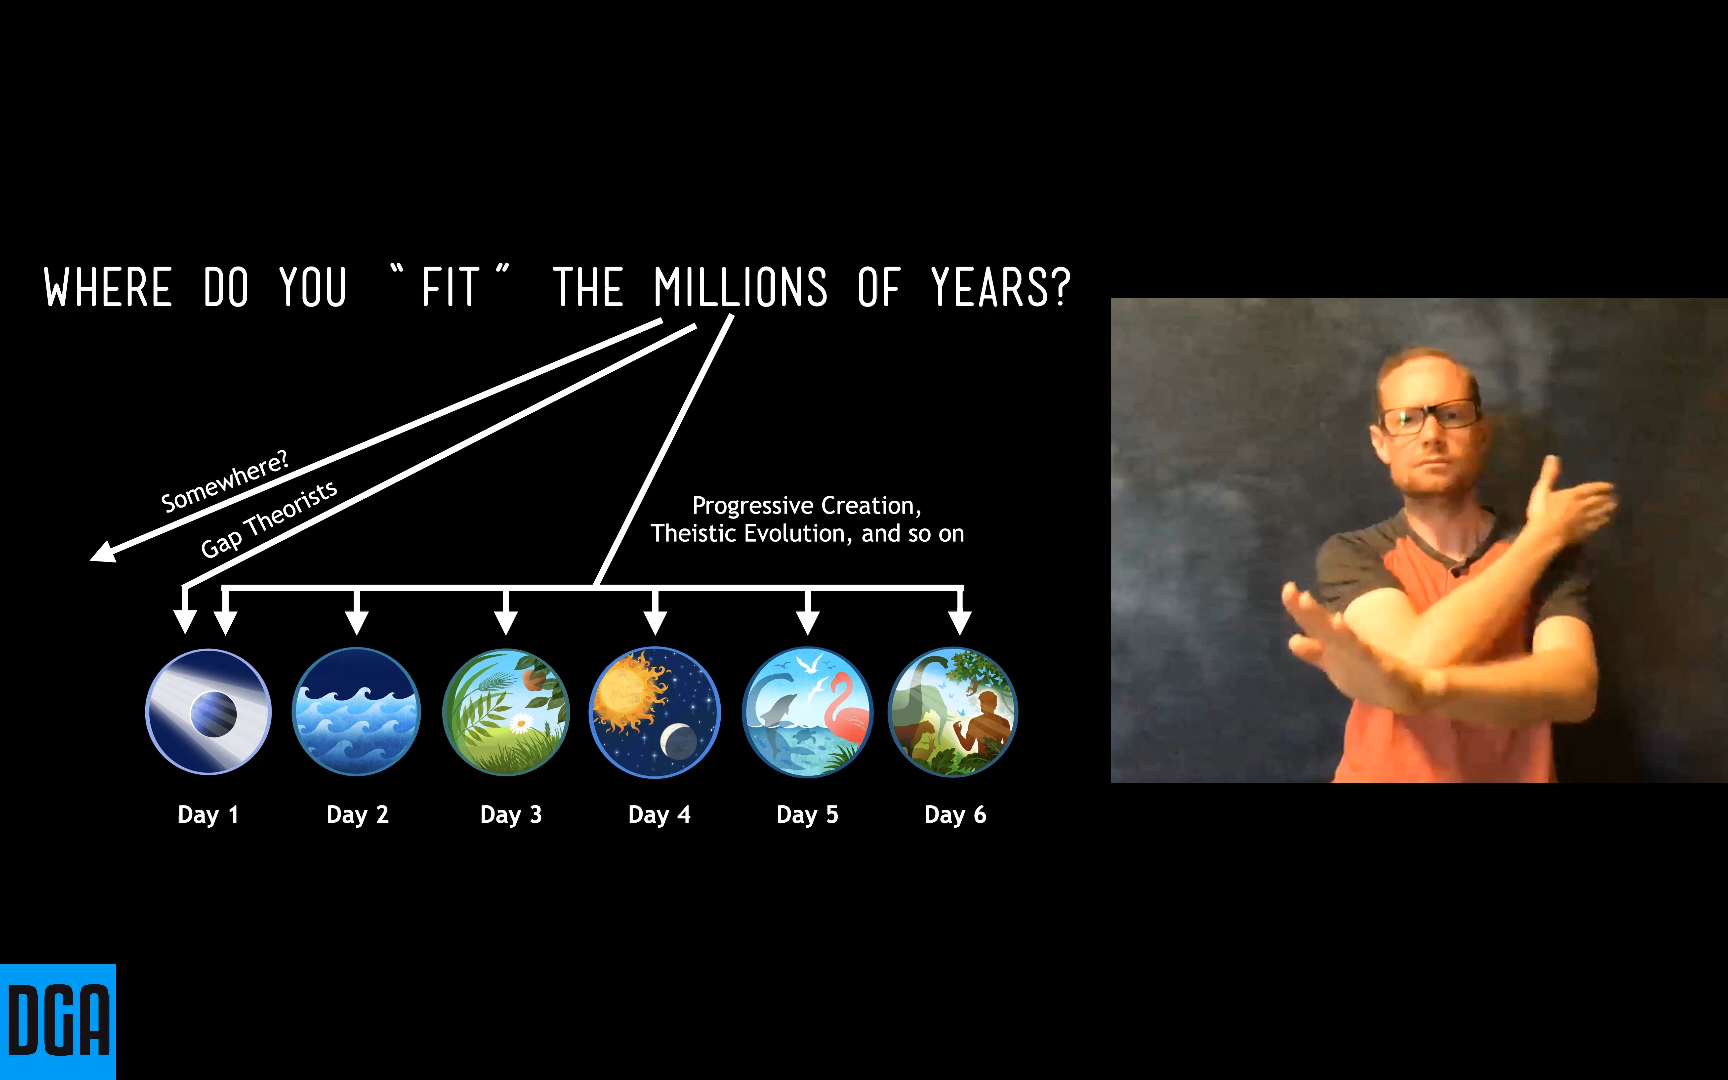 WHERE DO YOU “FIT” THE MILLIONS OF YEARS?
Somewhere?
Gap Theorists
Progressive Creation,
Theistic Evolution, and so on
Day 1
Day 2
Day 3
Day 4
Day 5
Day 6
DGA